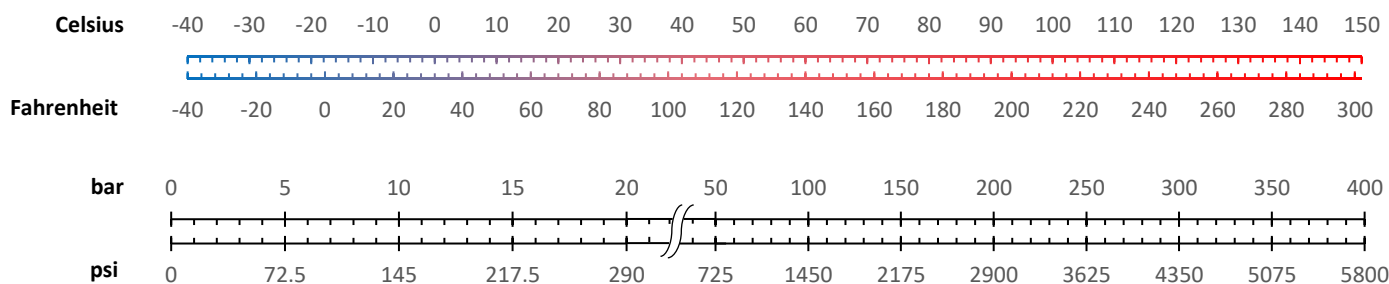 Celsius -40 -30 -20 -10 0 10 20 30 40 50 60 70 80 90 100 110 120 130 140 150
Fahrenheit -40 -20 0 20 40 60 80 100 120 140 160 180 200 220 240 260 280 300
bar 0 5 10 15 20 50 100 150 200 250 300 350 400
psi 0 72.5 145 217.5 290 725 1450 2175 2900 3625 4350 5075 5800